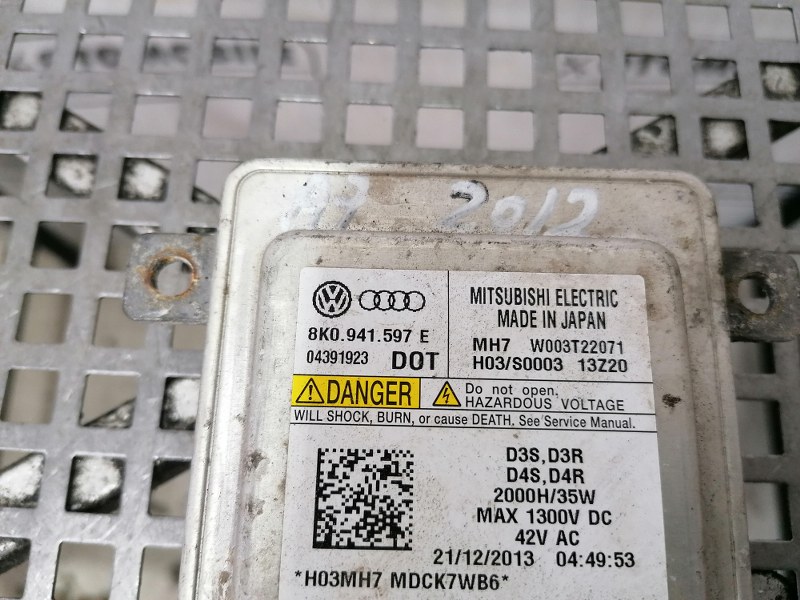 A7 2012
8K0.941.597 E
04391923 DOT
MITSUBISHI ELECTRIC
MADE IN JAPAN
MH7 W003T22071
H03/S0003 13Z20
DANGER
Do not open.
HAZARDOUS VOLTAGE
WILL SHOCK, BURN, or cause DEATH. See Service Manual.
D3S,D3R
D4S,D4R
2000H/35W
MAX 1300V DC
42V AC
21/12/2013 04:49:53
*H03MH7 MDCK7WB6*